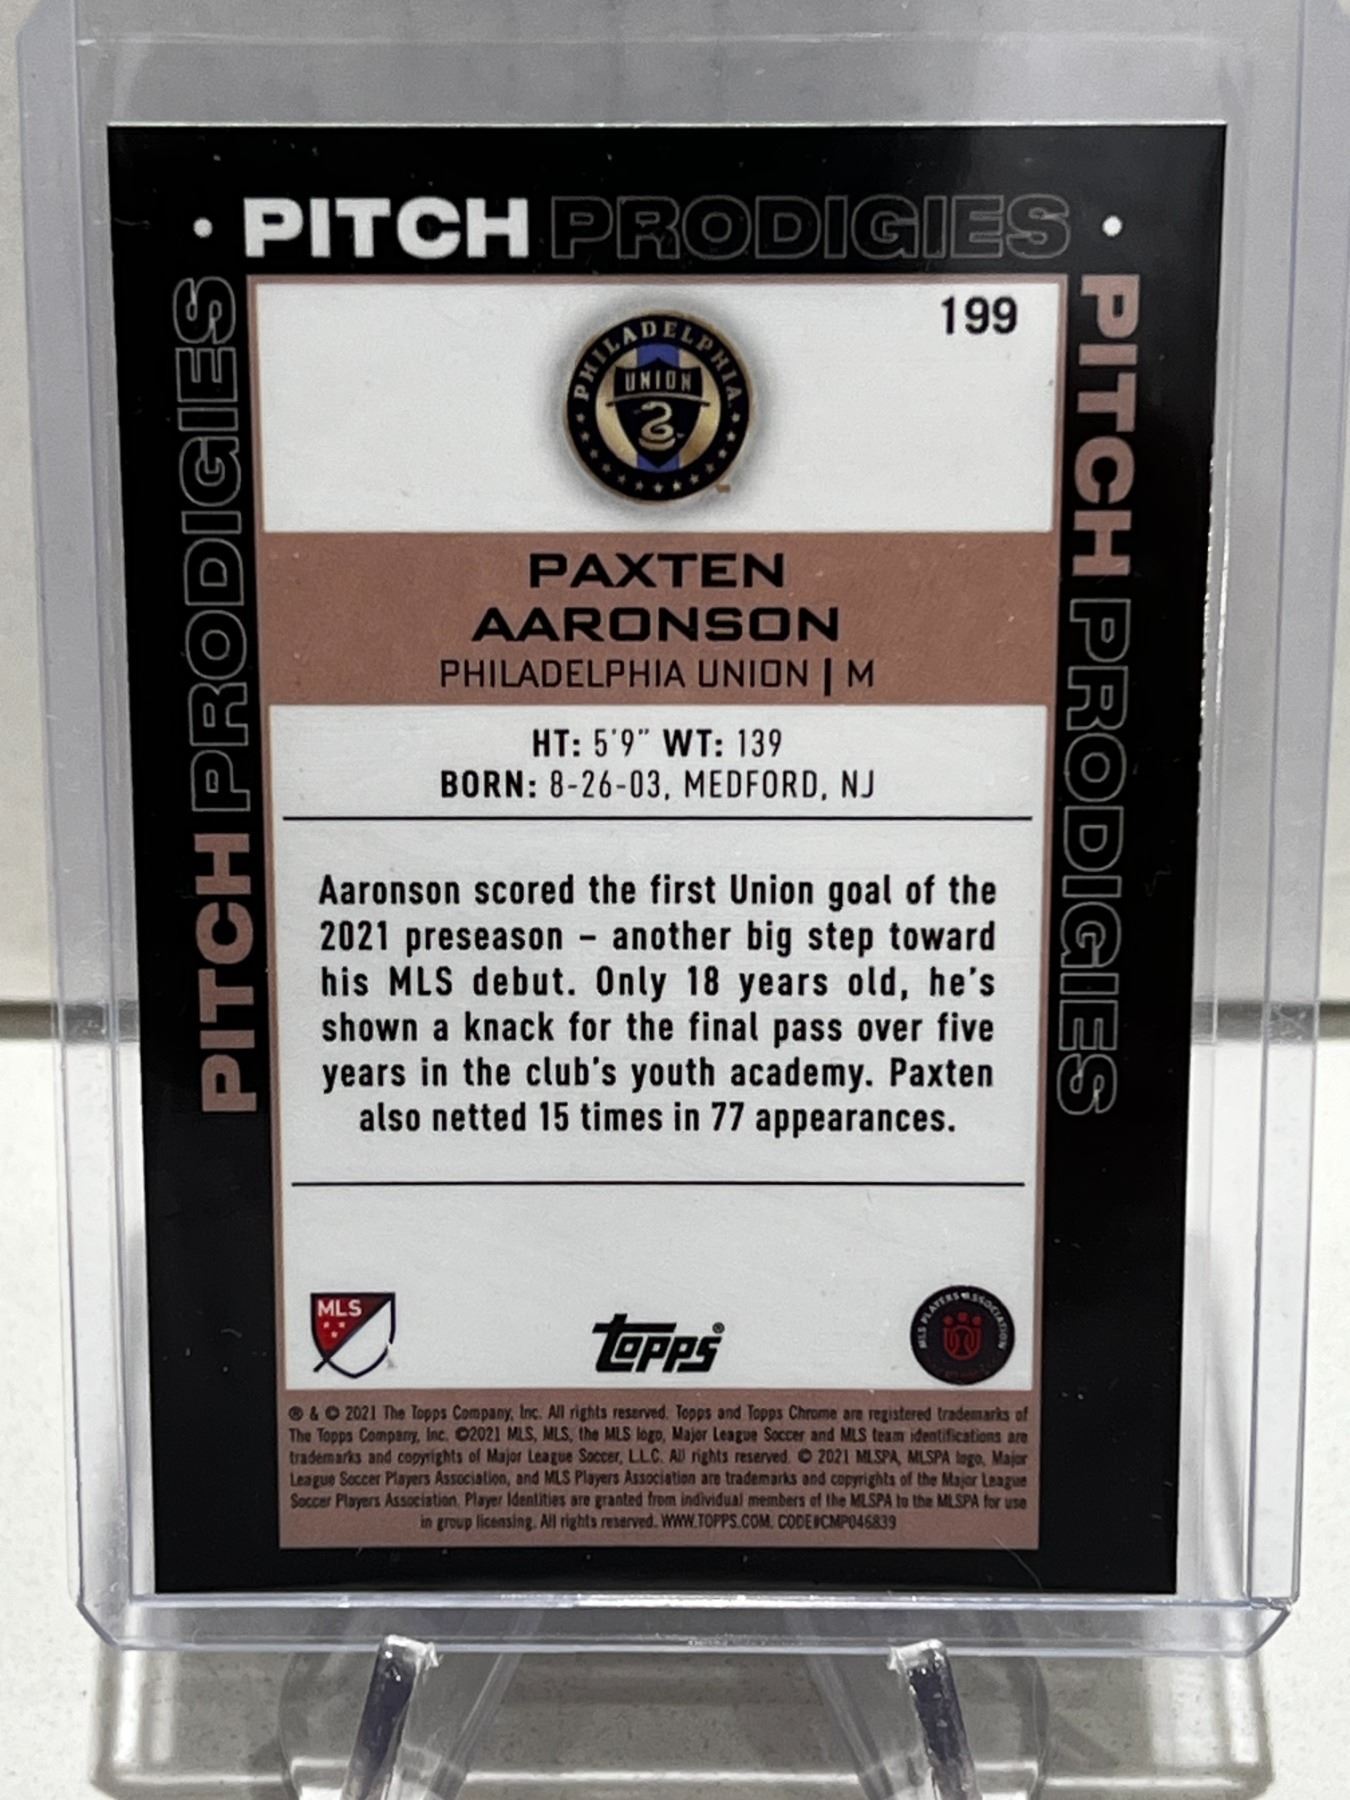 • PITCH PRODIGIES •
PITCH PRODIGIES
PITCH PRODIGIES
199
PHILADELPHIA
UNION
PAXTEN
AARONSON
PHILADELPHIA UNION | M
HT: 5'9" WT: 139
BORN: 8-26-03, MEDFORD, NJ
Aaronson scored the first Union goal of the
2021 preseason – another big step toward
his MLS debut. Only 18 years old, he's
shown a knack for the final pass over five
years in the club's youth academy. Paxten
also netted 15 times in 77 appearances.
MLS
topps®
MLS PLAYERS ASSOCIATION
® & © 2021 The Topps Company, Inc. All rights reserved. Topps and Topps Chrome are registered trademarks of
The Topps Company, Inc. ©2021 MLS, MLS, the MLS logo, Major League Soccer and MLS team identifications are
trademarks and copyrights of Major League Soccer, L.L.C. All rights reserved. © 2021 MLSPA, MLSPA logo, Major
League Soccer Players Association, and MLS Players Association are trademarks and copyrights of the Major League
Soccer Players Association. Player Identities are granted from individual members of the MLSPA to the MLSPA for use
in group licensing. All rights reserved. WWW.TOPPS.COM. CODE#CMP046839